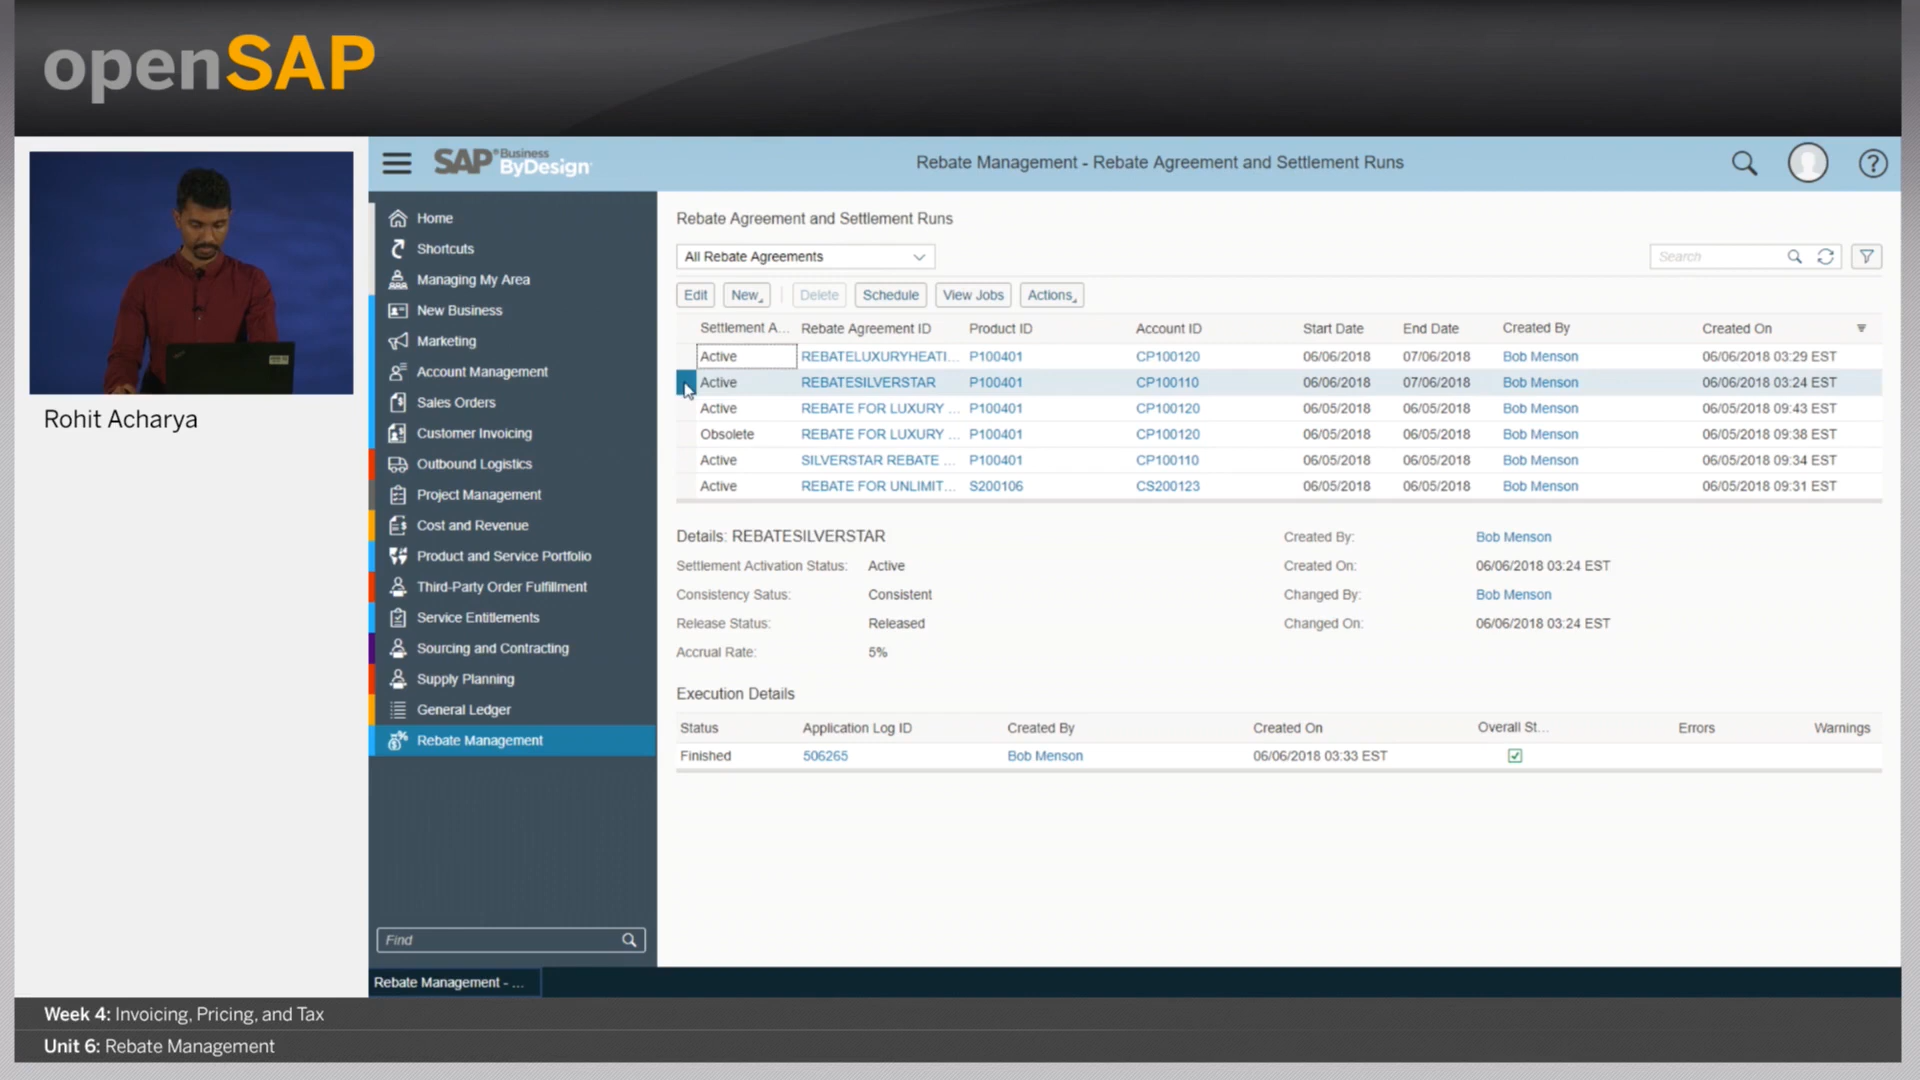 openSAP
SAP Business ByDesign
Rebate Management - Rebate Agreement and Settlement Runs
Rohit Acharya
Home
Shortcuts
Managing My Area
New Business
Marketing
Account Management
Sales Orders
Customer Invoicing
Outbound Logistics
Project Management
Cost and Revenue
Product and Service Portfolio
Third-Party Order Fulfillment
Service Entitlements
Sourcing and Contracting
Supply Planning
General Ledger
Rebate Management
Find
Rebate Management - ...
Rebate Agreement and Settlement Runs
All Rebate Agreements
Search
Edit New Delete Schedule View Jobs Actions
Settlement A... Rebate Agreement ID Product ID Account ID Start Date End Date Created By Created On
Active REBATELUXURYHEATI... P100401 CP100120 06/06/2018 07/06/2018 Bob Menson 06/06/2018 03:29 EST
Active REBATESILVERSTAR P100401 CP100110 06/06/2018 07/06/2018 Bob Menson 06/06/2018 03:24 EST
Active REBATE FOR LUXURY ... P100401 CP100120 06/05/2018 06/05/2018 Bob Menson 06/05/2018 09:43 EST
Obsolete REBATE FOR LUXURY ... P100401 CP100120 06/05/2018 06/05/2018 Bob Menson 06/05/2018 09:38 EST
Active SILVERSTAR REBATE ... P100401 CP100110 06/05/2018 06/05/2018 Bob Menson 06/05/2018 09:34 EST
Active REBATE FOR UNLIMIT... S200106 CS200123 06/05/2018 06/05/2018 Bob Menson 06/05/2018 09:31 EST
Details: REBATESILVERSTAR Created By: Bob Menson
Settlement Activation Status: Active Created On: 06/06/2018 03:24 EST
Consistency Satus: Consistent Changed By: Bob Menson
Release Status: Released Changed On: 06/06/2018 03:24 EST
Accrual Rate: 5%
Execution Details
Status Application Log ID Created By Created On Overall St... Errors Warnings
Finished 506265 Bob Menson 06/06/2018 03:33 EST
Week 4: Invoicing, Pricing, and Tax
Unit 6: Rebate Management